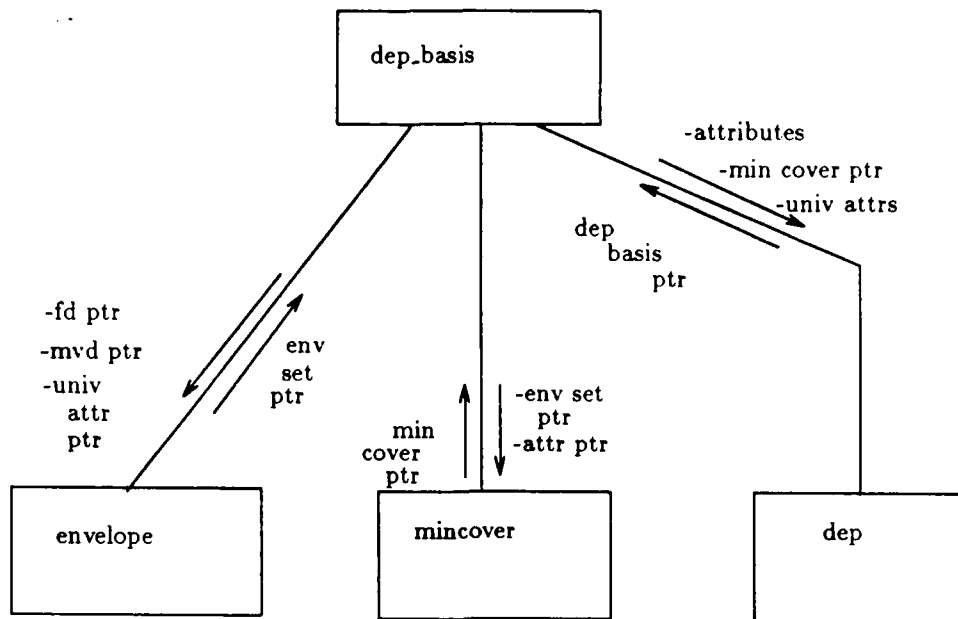 dep_basis
-attributes
-min cover ptr
-univ attrs
dep
basis
ptr
-fd ptr
-mvd ptr
-univ
attr
ptr
env
set
ptr
min
cover
ptr
-env set
ptr
-attr ptr
envelope
mincover
dep